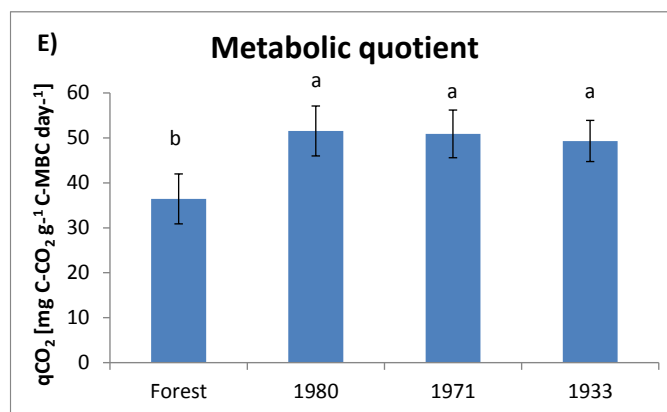 E)
Metabolic quotient
qCO₂ [mg C-CO₂ g-¹ C-MBC day-¹]
60
50
40
30
20
10
0
b
a
a
a
Forest
1980
1971
1933